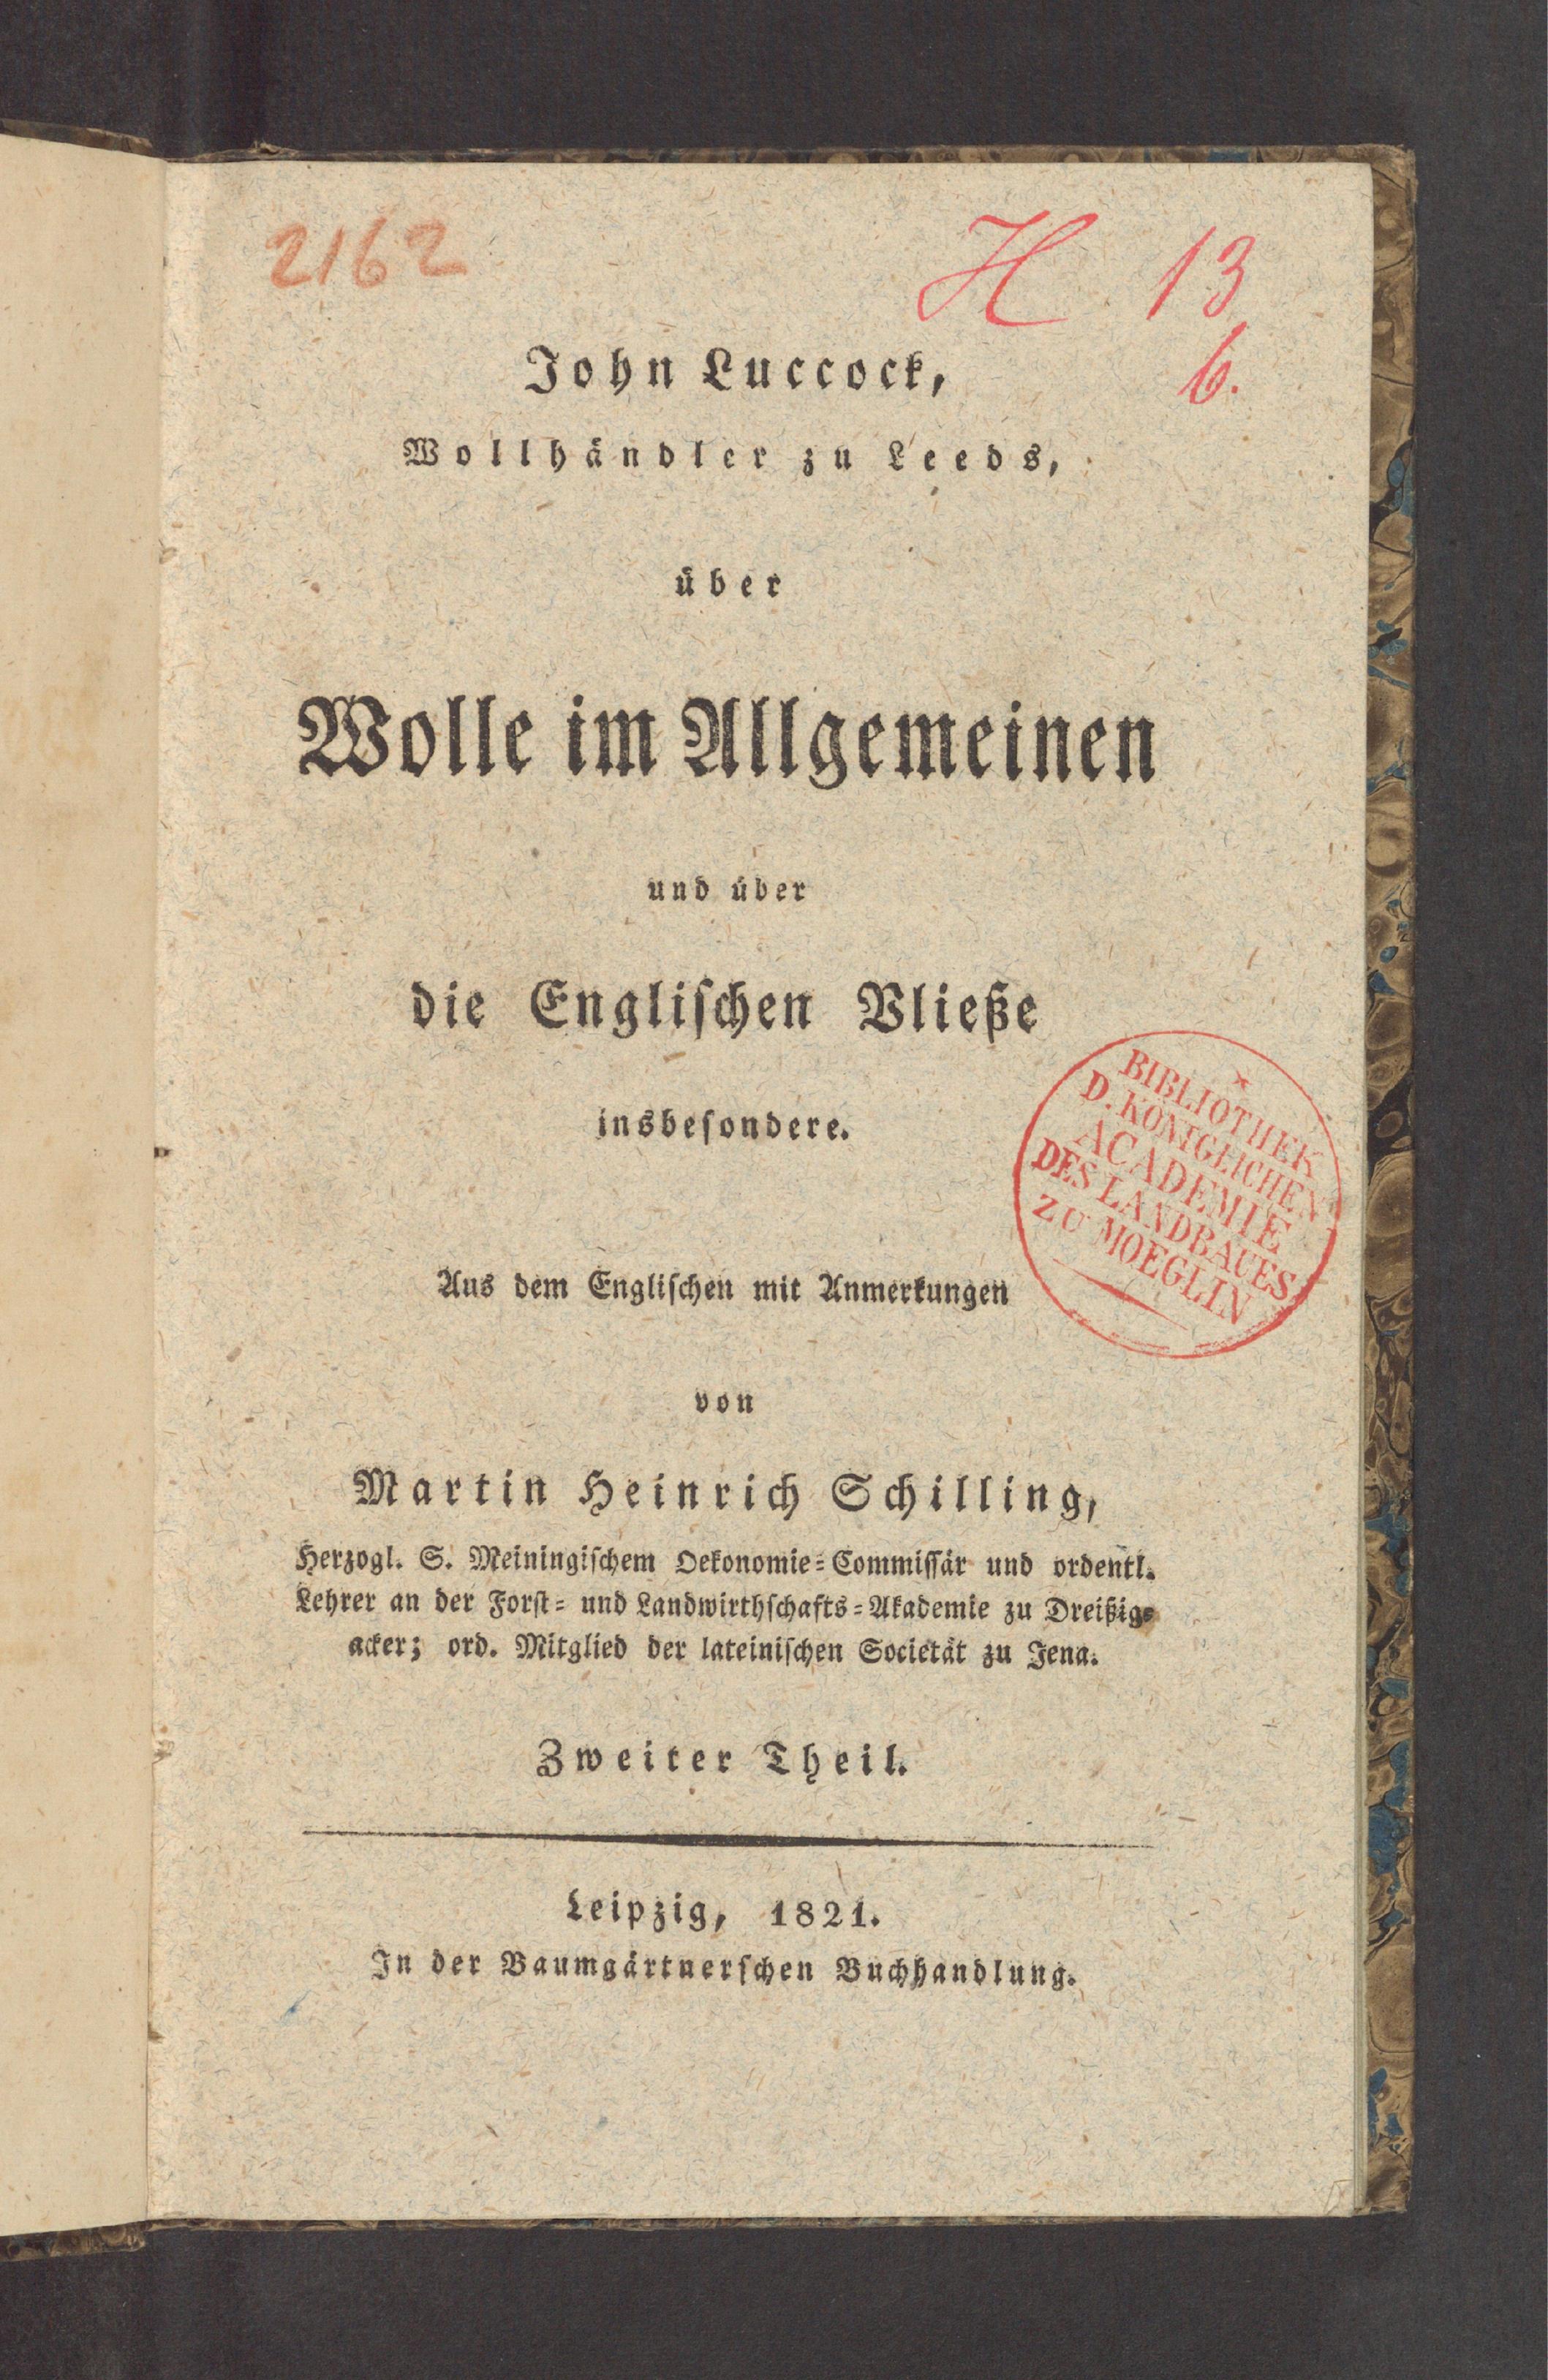 2162
H 13
6.
John Luccock,
Wollhändler zu Leeds,
über
Wolle im Allgemeinen
und über
die Englischen Vließe
insbesondere.
BIBLIOTHEK
D. KÖNIGLICHEN
ACADEMIE
DES LANDBAUES
ZU MOEGLIN
Aus dem Englischen mit Anmerkungen
von
Martin Heinrich Schilling,
Herzogl. S. Meiningischem Oekonomie-Commissär und ordentl.
Lehrer an der Forst- und Landwirthschafts-Akademie zu Dreißig-
acker; ord. Mitglied der lateinischen Societät zu Jena.
Zweiter Theil.
Leipzig, 1821.
In der Baumgärtnerschen Buchhandlung.